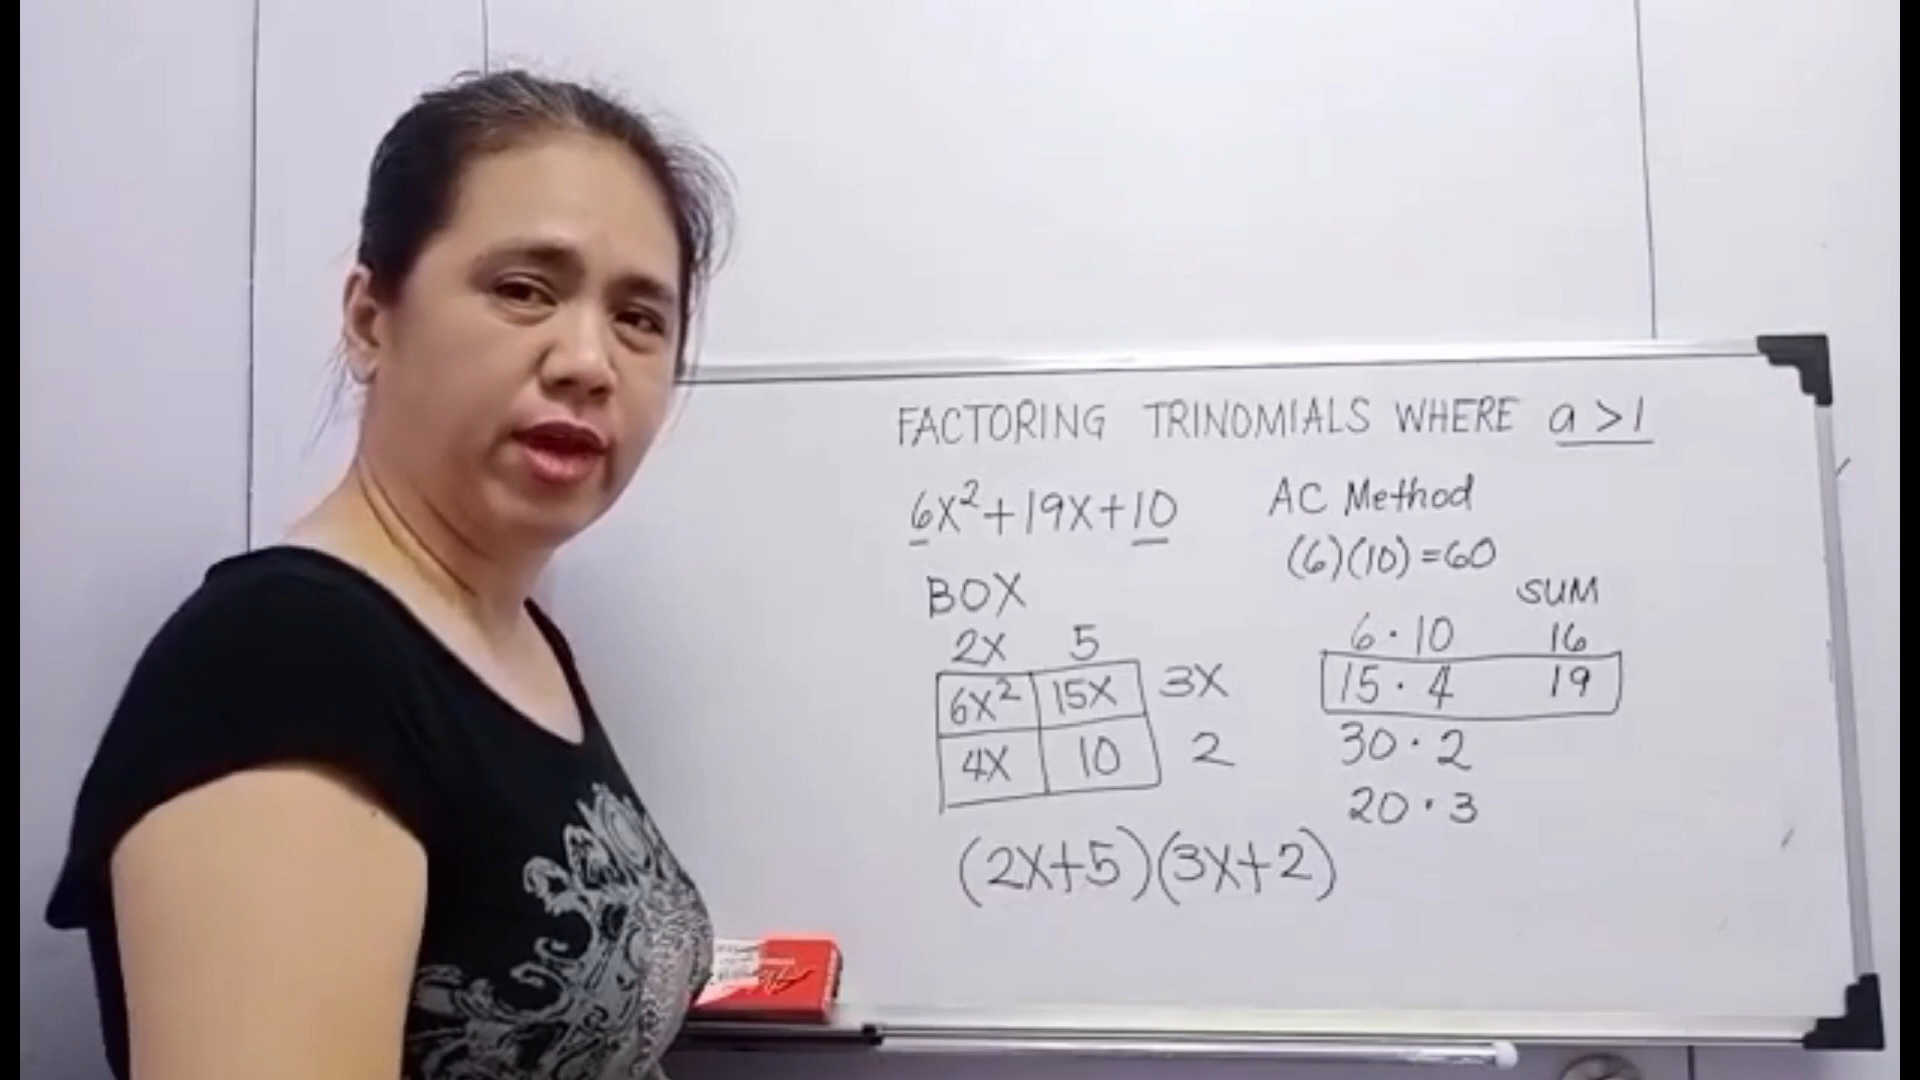 FACTORING TRINOMIALS WHERE a > 1
6x²+19x+10
AC Method
(6)(10)=60
BOX
2x 5
6x² 15x 3x
4x 10 2
SUM
6·10 16
15·4 19
30·2
20·3
(2x+5)(3x+2)